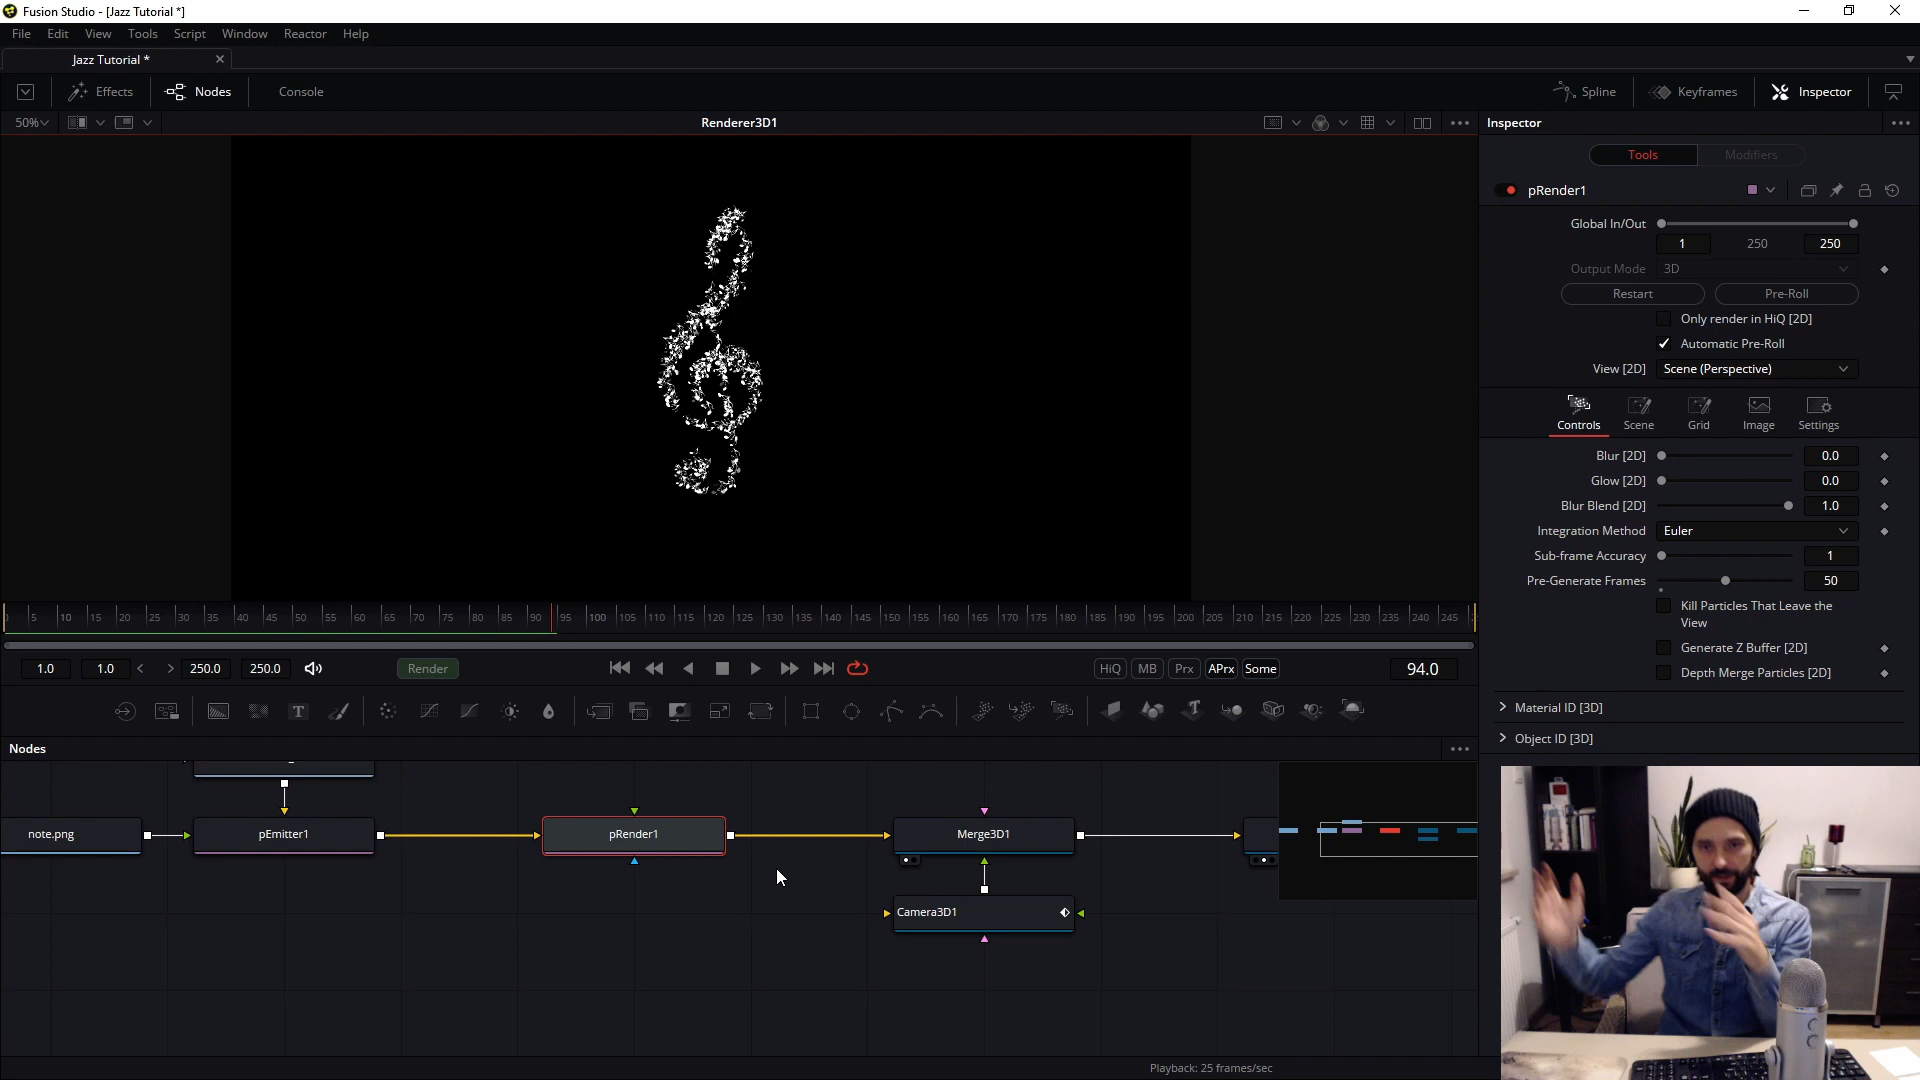 Fusion Studio - [Jazz Tutorial *]
File Edit View Tools Script Window Reactor Help
Jazz Tutorial *
Effects Nodes Console Spline Keyframes Inspector
50% Renderer3D1 Inspector
Tools Modifiers
pRender1
Global In/Out
1 250 250
Output Mode 3D
Restart Pre-Roll
Only render in HiQ [2D]
Automatic Pre-Roll
View [2D] Scene (Perspective)
Controls Scene Grid Image Settings
Blur [2D] 0.0
Glow [2D] 0.0
Blur Blend [2D] 1.0
Integration Method Euler
Sub-frame Accuracy 1
Pre-Generate Frames 50
Kill Particles That Leave the
View
Generate Z Buffer [2D]
Depth Merge Particles [2D]
Material ID [3D]
Object ID [3D]
5 10 15 20 25 30 35 40 45 50 55 60 65 70 75 80 85 90 95 100 105 110 115 120 125 130 135 140 145 150 155 160 165 170 175 180 185 190 195 200 205 210 215 220 225 230 235 240 245
1.0 1.0 250.0 250.0 Render HiQ MB Prx APrx Some 94.0
Nodes
note.png pEmitter1 pRender1 Merge3D1
Camera3D1
Playback: 25 frames/sec